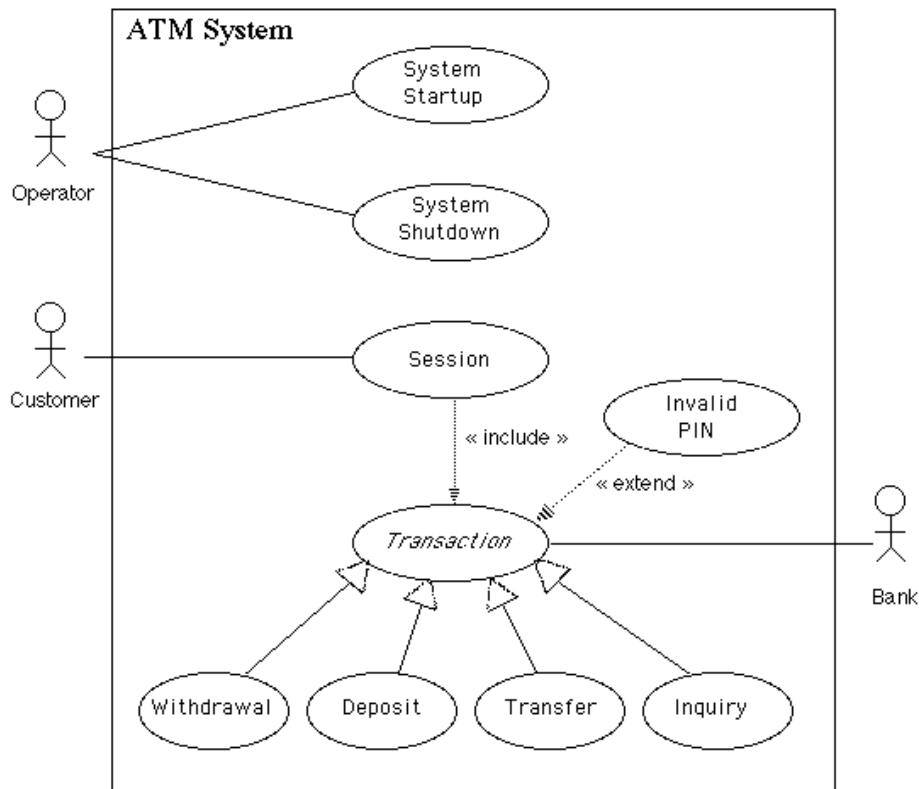 ATM System
System
Startup
Operator
System
Shutdown
Customer
Session
Invalid
PIN
« include »
« extend »
Transaction
Bank
Withdrawal
Deposit
Transfer
Inquiry